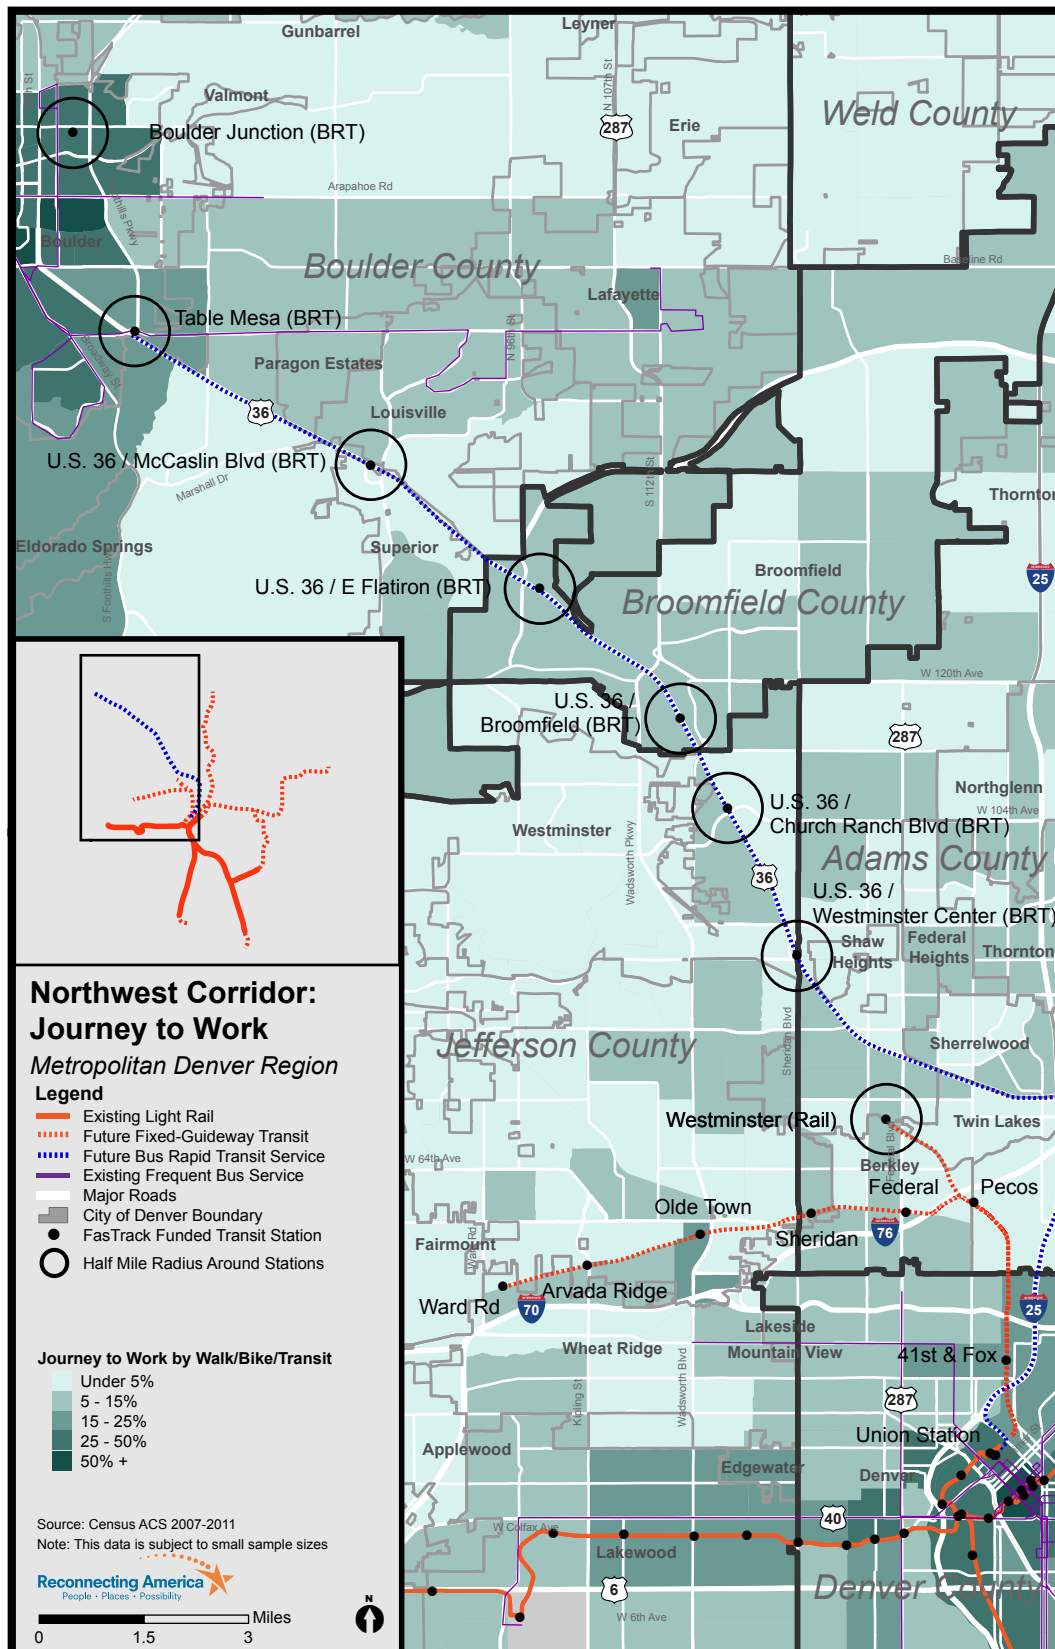 Gunbarrel
Leyner
Valmont
N 107th St
287
Erie
Weld County
Boulder Junction (BRT)
Arapahoe Rd
Boulder
Boulder County
Baseline Rd
Lafayette
Table Mesa (BRT)
Broadway St
N 96th St
Paragon Estates
36
Louisville
U.S. 36 / McCaslin Blvd (BRT)
Marshall Dr
S 112th St
Thornton
Eldorado Springs
Superior
S Foothills Hwy
U.S. 36 / E Flatiron (BRT)
Broomfield
25
Broomfield County
W 120th Ave
U.S. 36 /
Broomfield (BRT)
287
Northglenn
W 104th Ave
U.S. 36 /
Church Ranch Blvd (BRT)
Westminster
Wadsworth Pkwy
Adams County
36
U.S. 36 /
Westminster Center (BRT)
Shaw
Heights
Federal
Heights
Thornton
Northwest Corridor:
Journey to Work
Metropolitan Denver Region
Legend
Existing Light Rail
Future Fixed-Guideway Transit
Future Bus Rapid Transit Service
Existing Frequent Bus Service
Major Roads
City of Denver Boundary
FasTrack Funded Transit Station
Half Mile Radius Around Stations
Journey to Work by Walk/Bike/Transit
Under 5%
5 - 15%
15 - 25%
25 - 50%
50% +
Source: Census ACS 2007-2011
Note: This data is subject to small sample sizes
Reconnecting America
People • Places • Possibility
Miles
0 1.5 3
N
Jefferson County
Sheridan Blvd
Sherrelwood
Westminster (Rail)
Twin Lakes
W 64th Ave
Berkley
Federal
Pecos
Olde Town
Sheridan
76
Fairmount
Ward Rd
Arvada Ridge
70
25
Lakeside
Wheat Ridge
Mountain View
41st & Fox
Wadsworth Blvd
Kipling St
287
Union Station
Applewood
Edgewater
Denver
W Colfax Ave
40
Lakewood
6
Denver County
W 6th Ave